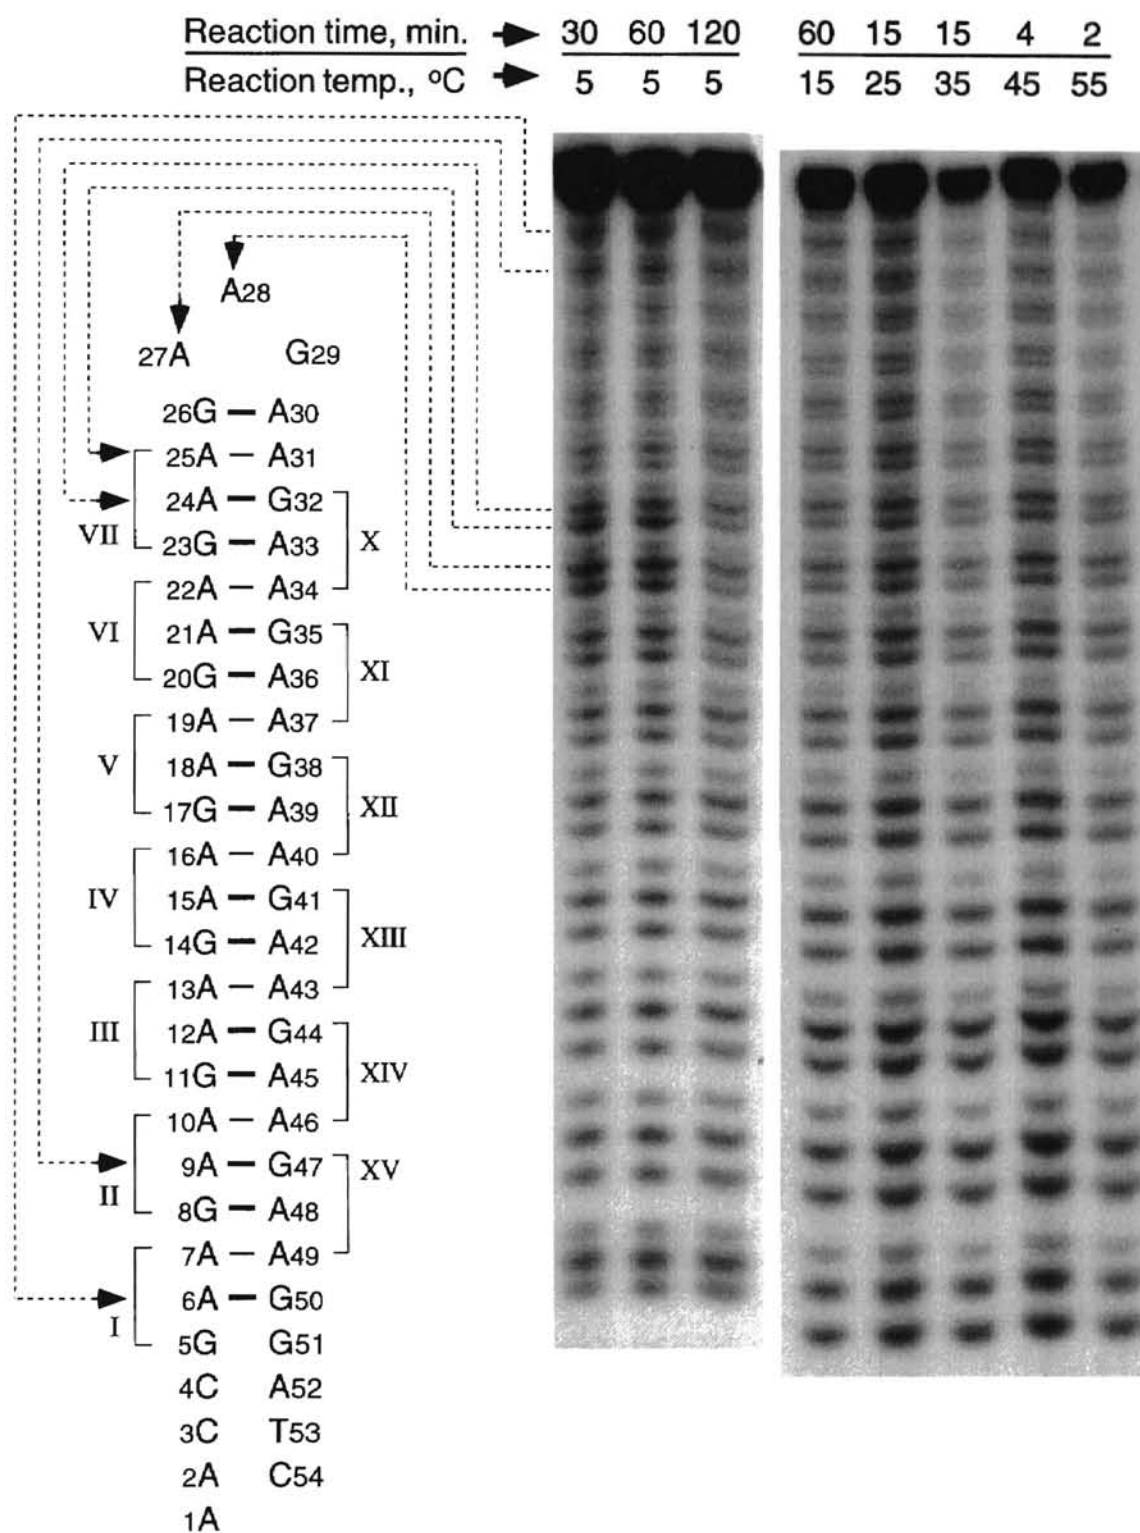 Reaction time, min. 30 60 120 60 15 15 4 2
Reaction temp., °C 5 5 5 15 25 35 45 55
A28
27A G29
26G A30
25A A31
24A G32
VII 23G A33 X
22A A34
VI 21A G35
20G A36 XI
19A A37
V 18A G38
17G A39 XII
16A A40
IV 15A G41
14G A42 XIII
13A A43
III 12A G44
11G A45 XIV
10A A46
9A G47 XV
II 8G A48
7A A49
6A G50
I 5G G51
4C A52
3C T53
2A C54
1A